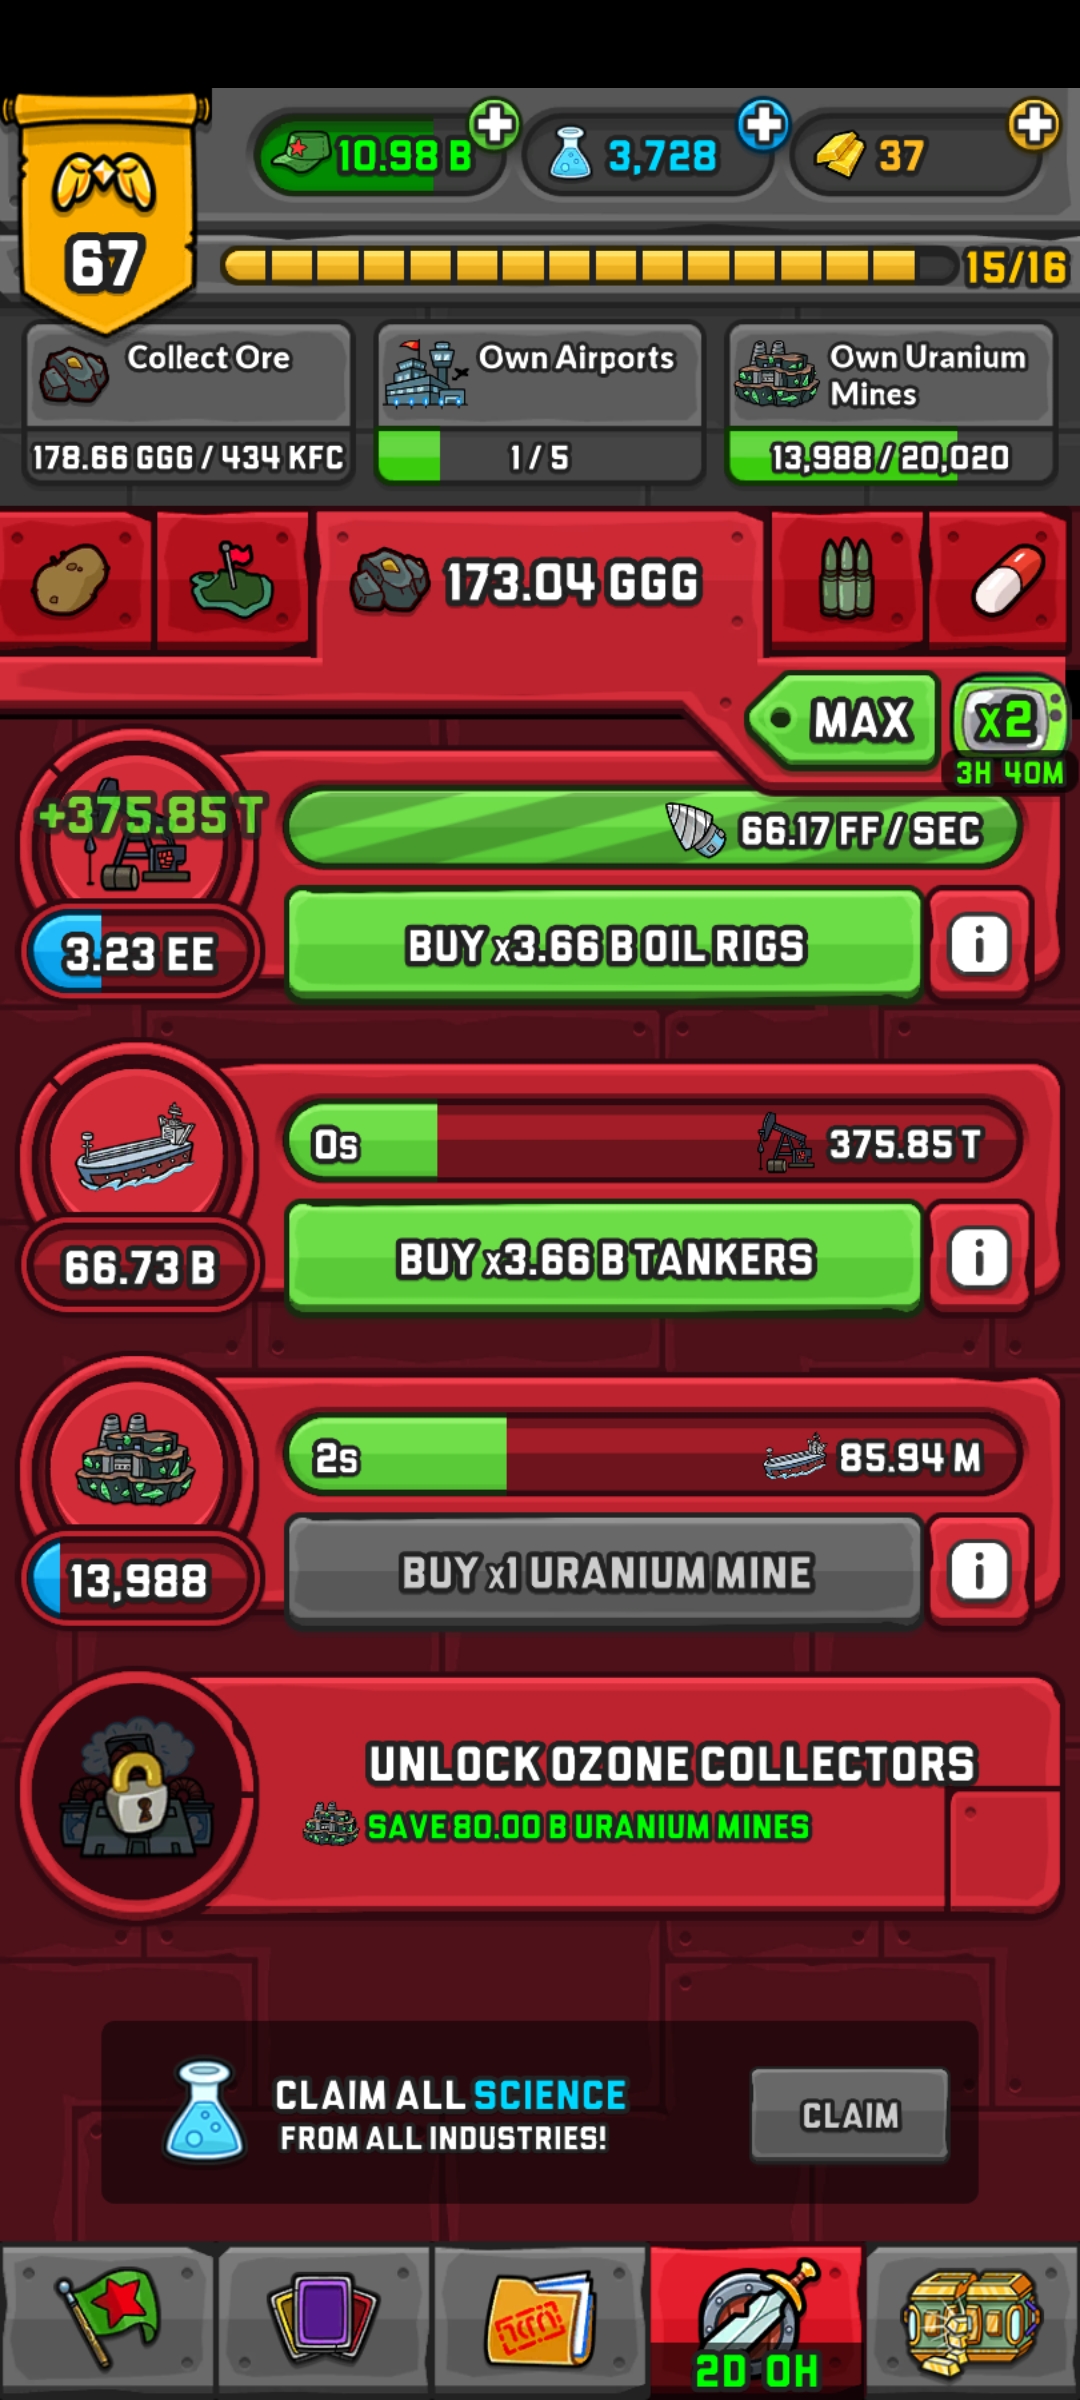 67
10.98 B
3,728
37
15/16
Collect Ore
178.66 GGG / 434 KFC
Own Airports
1 / 5
Own Uranium
Mines
13,988 / 20,020
173.04 GGG
MAX
x2
3H 40M
+375.85 T
66.17 FF / SEC
3.23 EE
BUY x3.66 B OIL RIGS
i
0s
375.85 T
66.73 B
BUY x3.66 B TANKERS
i
2s
85.94 M
13,988
BUY x1 URANIUM MINE
i
UNLOCK OZONE COLLECTORS
SAVE 80.00 B URANIUM MINES
CLAIM ALL SCIENCE
FROM ALL INDUSTRIES!
CLAIM
2D 0H